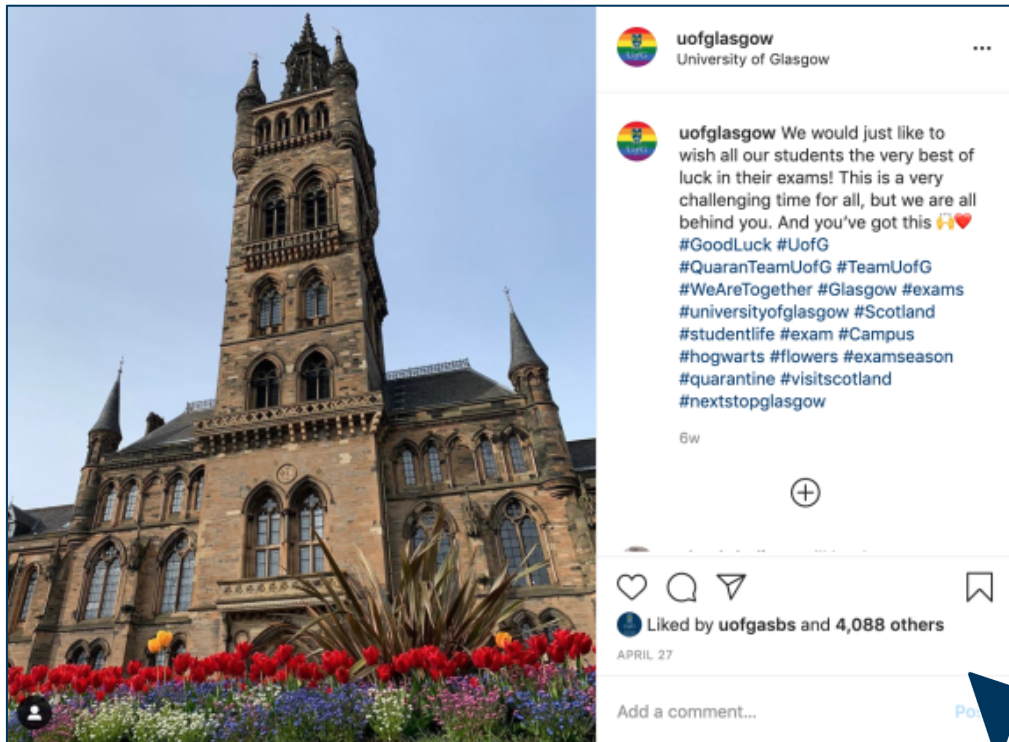 uofglasgow
University of Glasgow
UofG
uofglasgow We would just like to
wish all our students the very best of
luck in their exams! This is a very
challenging time for all, but we are all
behind you. And you've got this 🙌❤️
#GoodLuck #UofG
#QuaranTeamUofG #TeamUofG
#WeAreTogether #Glasgow #exams
#universityofglasgow #Scotland
#studentlife #exam #Campus
#hogwarts #flowers #examseason
#quarantine #visitscotland
#nextstopglasgow
6w
Liked by uofgasbs and 4,088 others
APRIL 27
Add a comment...